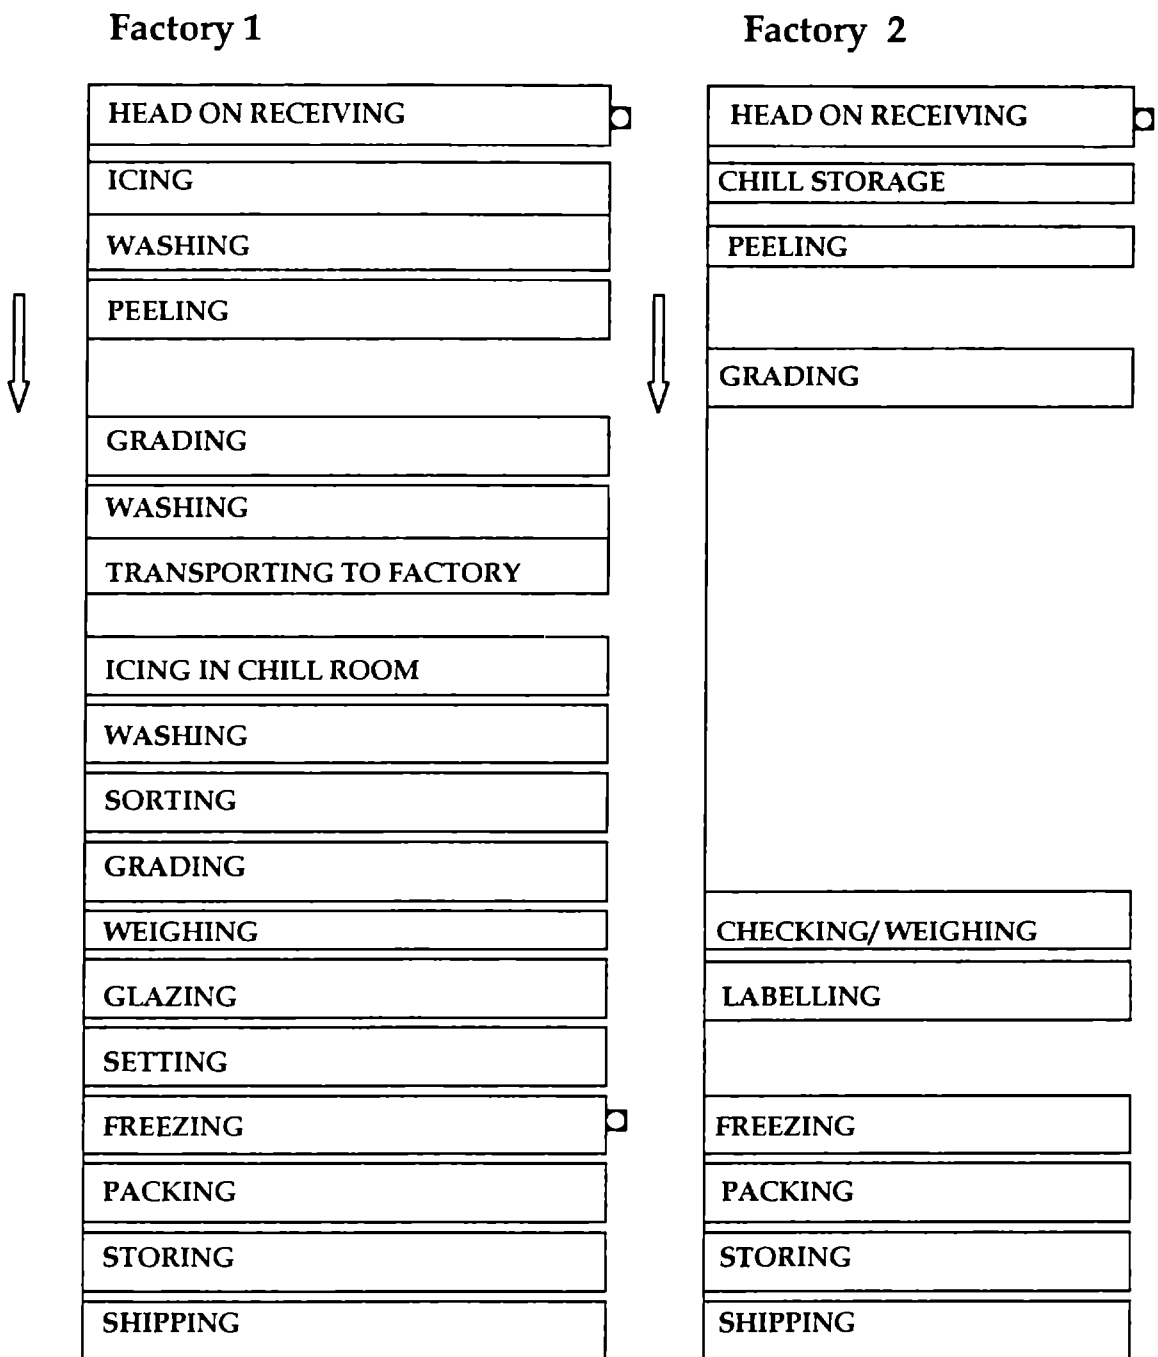 Factory 1
HEAD ON RECEIVING
ICING
WASHING
PEELING
GRADING
WASHING
TRANSPORTING TO FACTORY
ICING IN CHILL ROOM
WASHING
SORTING
GRADING
WEIGHING
GLAZING
SETTING
FREEZING
PACKING
STORING
SHIPPING
Factory 2
HEAD ON RECEIVING
CHILL STORAGE
PEELING
GRADING
CHECKING/WEIGHING
LABELLING
FREEZING
PACKING
STORING
SHIPPING